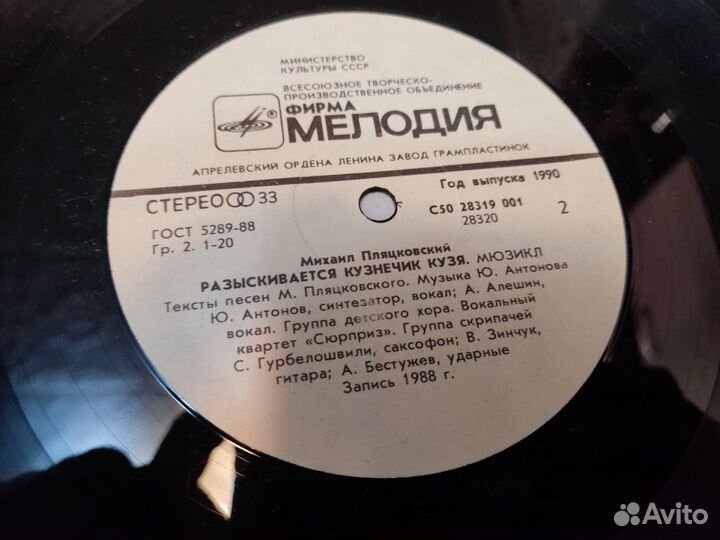 МИНИСТЕРСТВО
КУЛЬТУРЫ СССР
ВСЕСОЮЗНОЕ ТВОРЧЕСКО-
ПРОИЗВОДСТВЕННОЕ ОБЪЕДИНЕНИЕ
ФИРМА
®
МЕЛОДИЯ
АПРЕЛЕВСКИЙ ОРДЕНА ЛЕНИНА ЗАВОД ГРАМПЛАСТИНОК
СТЕРЕО 33
Год выпуска 1990
ГОСТ 5289-88
С50 28319 001
Гр. 2. 1-20
28320
2
Михаил Пляцковский
РАЗЫСКИВАЕТСЯ КУЗНЕЧИК КУЗЯ. МЮЗИКЛ
Тексты песен М. Пляцковского. Музыка Ю. Антонова
Ю. Антонов, синтезатор, вокал; А. Алешин,
вокал. Группа детского хора. Вокальный
квартет «Сюрприз». Группа скрипачей
С. Гурбелошвили, саксофон; В. Зинчук,
гитара; А. Бестужев, ударные
Запись 1988 г.
Avito